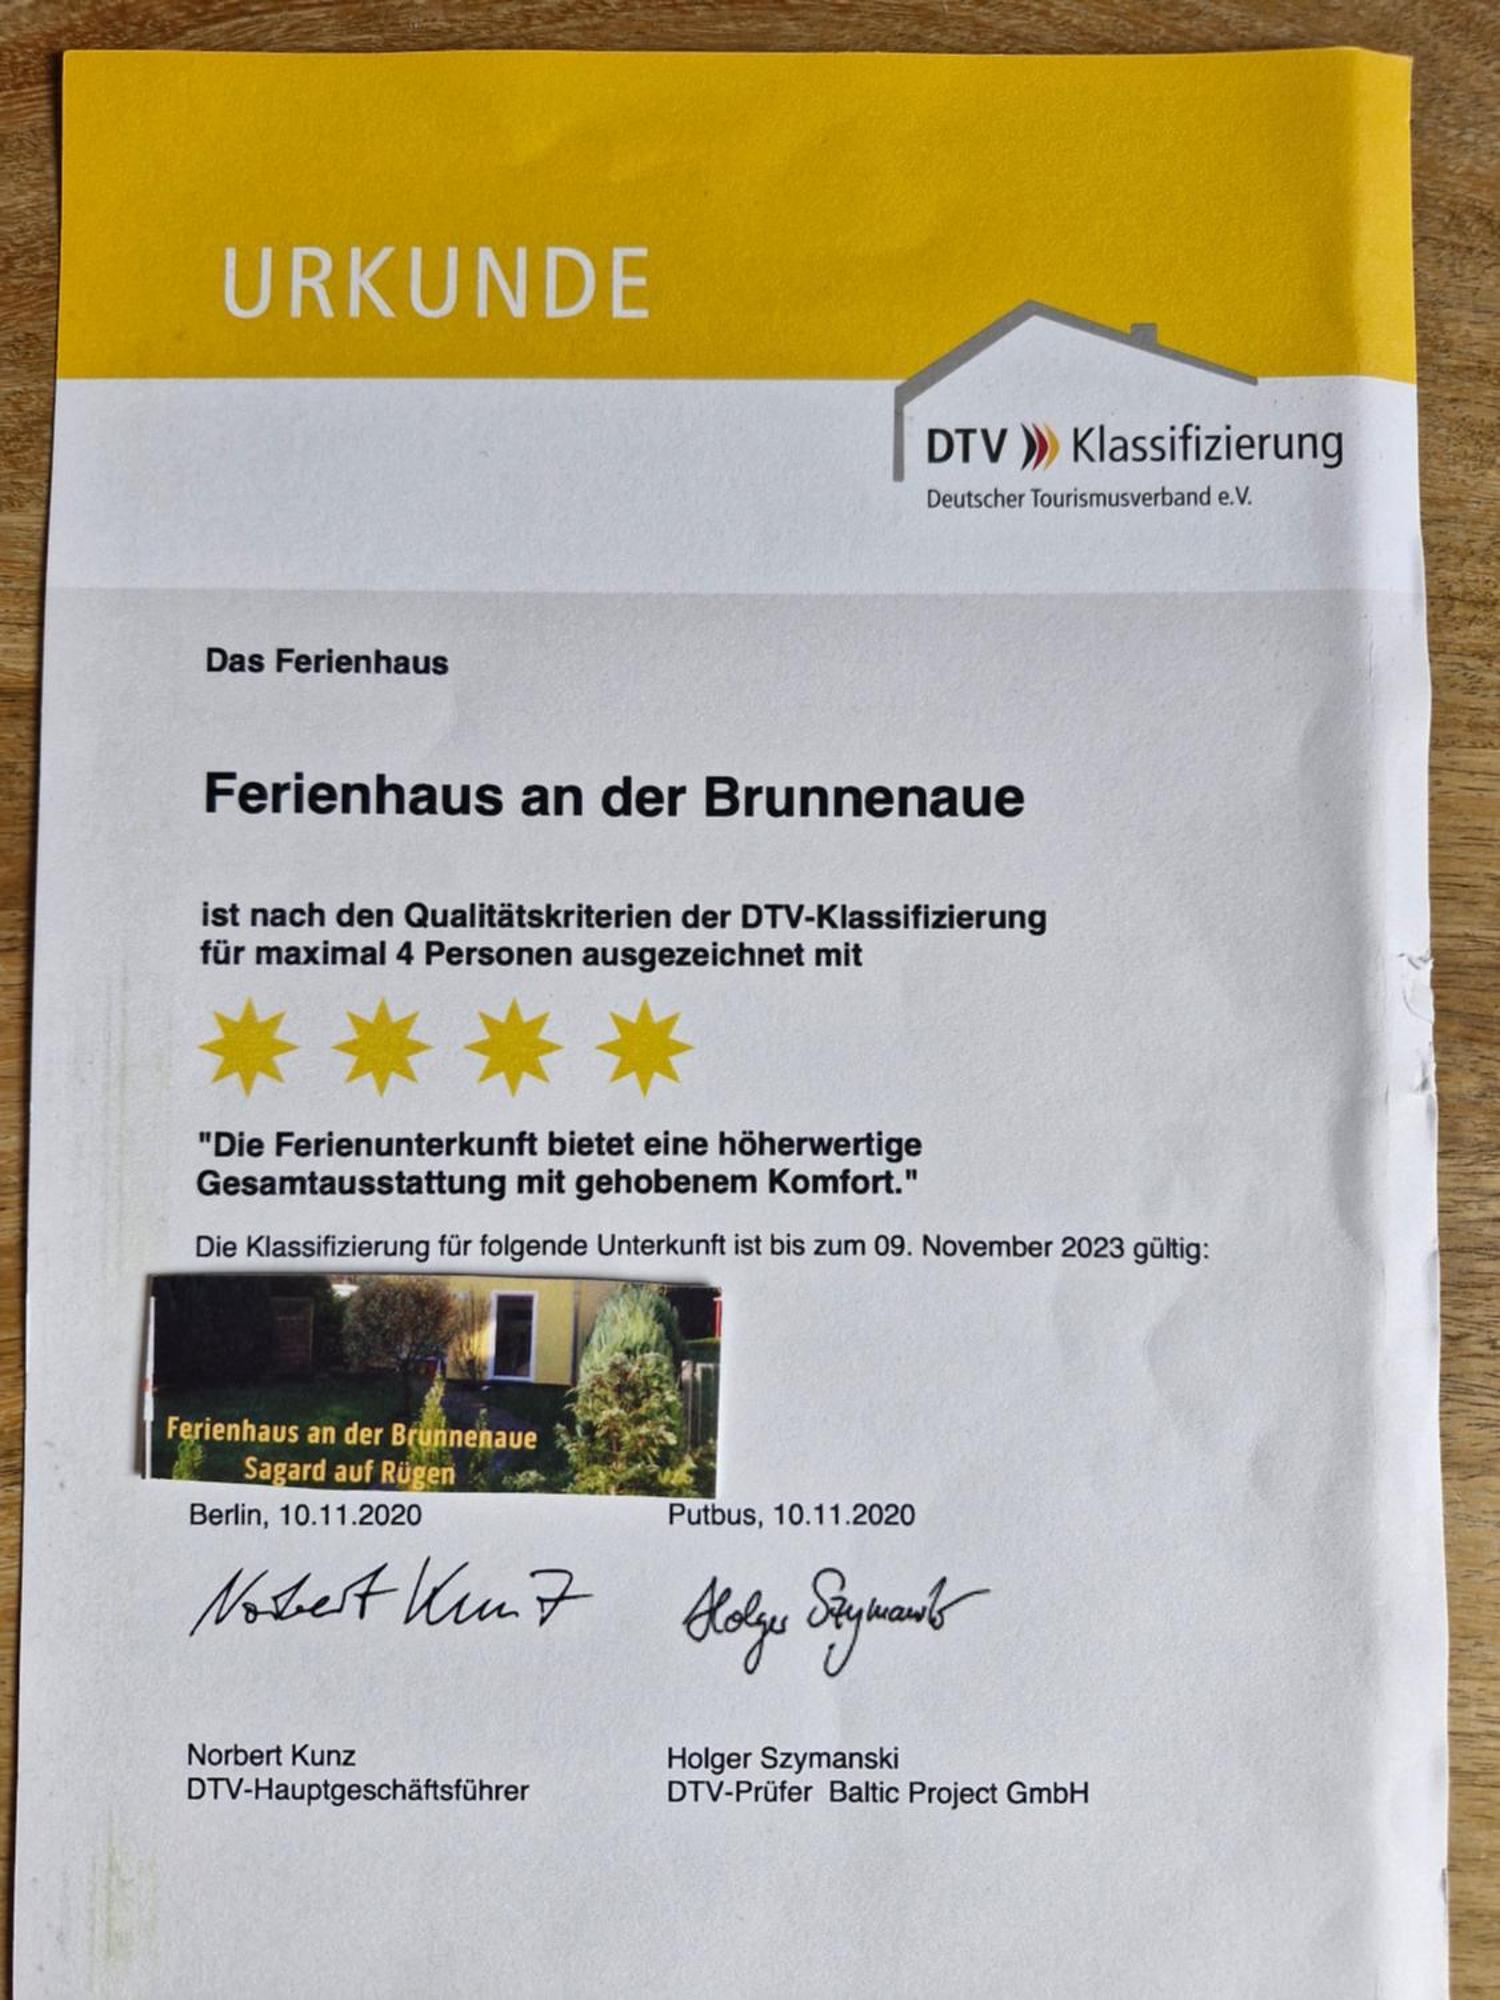 URKUNDE
DTV Klassifizierung
Deutscher Tourismusverband e.V.
Das Ferienhaus
Ferienhaus an der Brunnenaue
ist nach den Qualitätskriterien der DTV-Klassifizierung
für maximal 4 Personen ausgezeichnet mit
"Die Ferienunterkunft bietet eine höherwertige
Gesamtausstattung mit gehobenem Komfort."
Die Klassifizierung für folgende Unterkunft ist bis zum 09. November 2023 gültig:
Ferienhaus an der Brunnenaue
Sagard auf Rügen
Berlin, 10.11.2020 Putbus, 10.11.2020
Norbert Kunz Holger Szymanski
Norbert Kunz Holger Szymanski
DTV-Hauptgeschäftsführer DTV-Prüfer Baltic Project GmbH